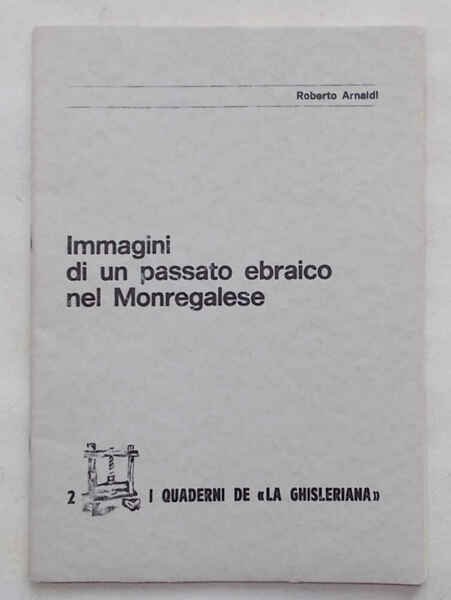 Roberto Arnaldi
Immagini
di un passato ebraico
nel Monregalese
2 I QUADERNI DE «LA GHISLERIANA»